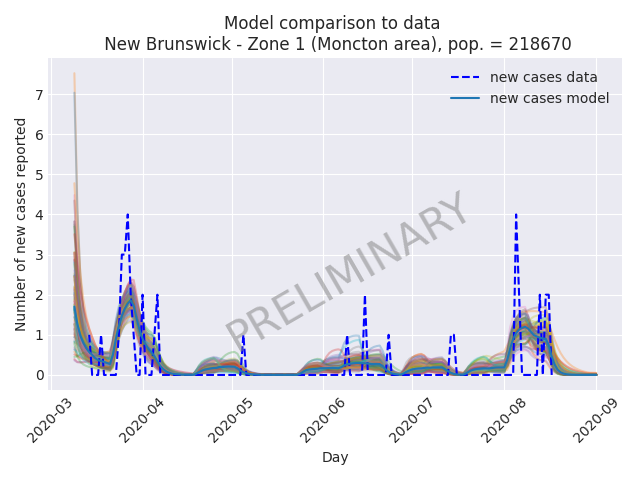 Model comparison to data
New Brunswick - Zone 1 (Moncton area), pop. = 218670
new cases data
new cases model
Number of new cases reported
7
6
5
4
3
2
1
0
PRELIMINARY
2020-03
2020-04
2020-05
2020-06
2020-07
2020-08
2020-09
Day